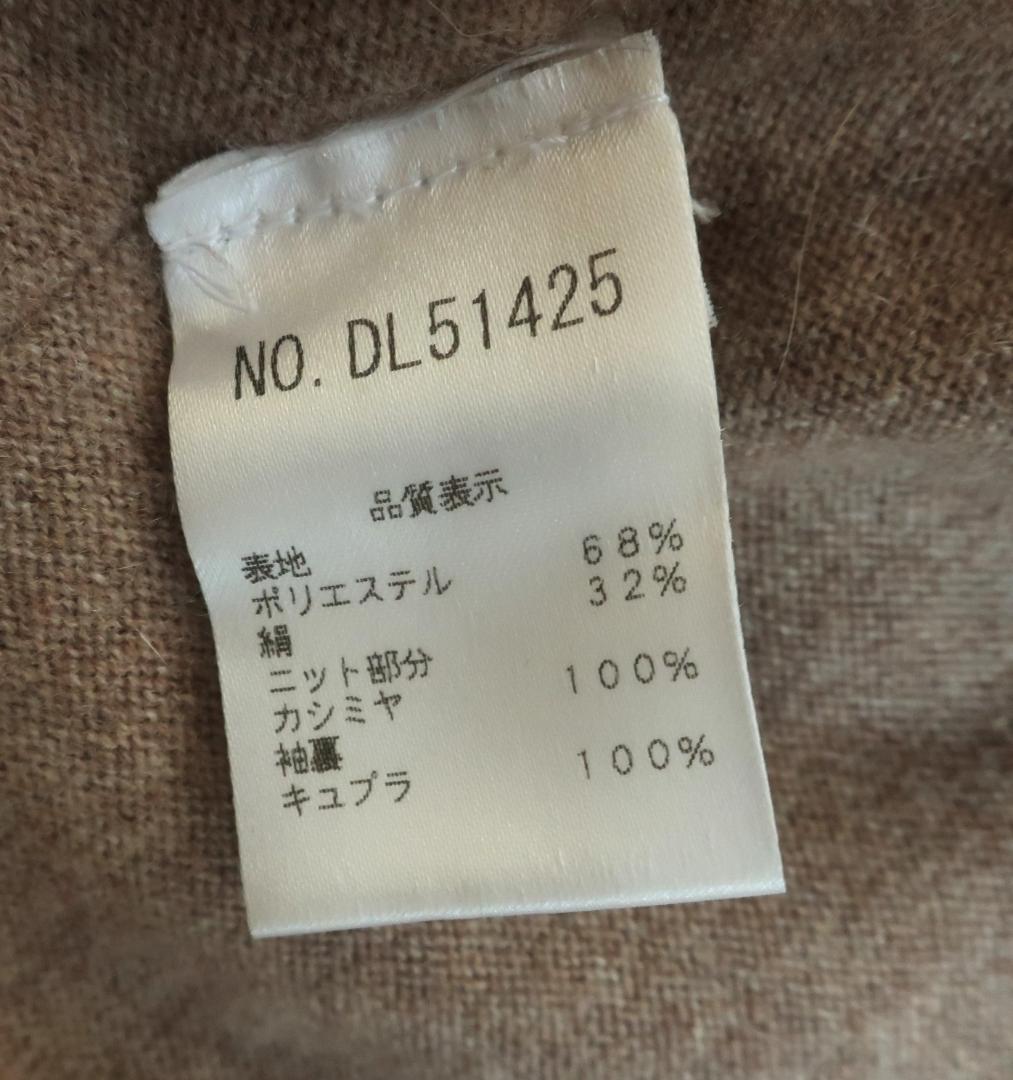 NO. DL51425
品質表示
表地
ポリエステル 68%
絹 32%
ニット部分
カシミヤ 100%
袖裏
キュプラ 100%